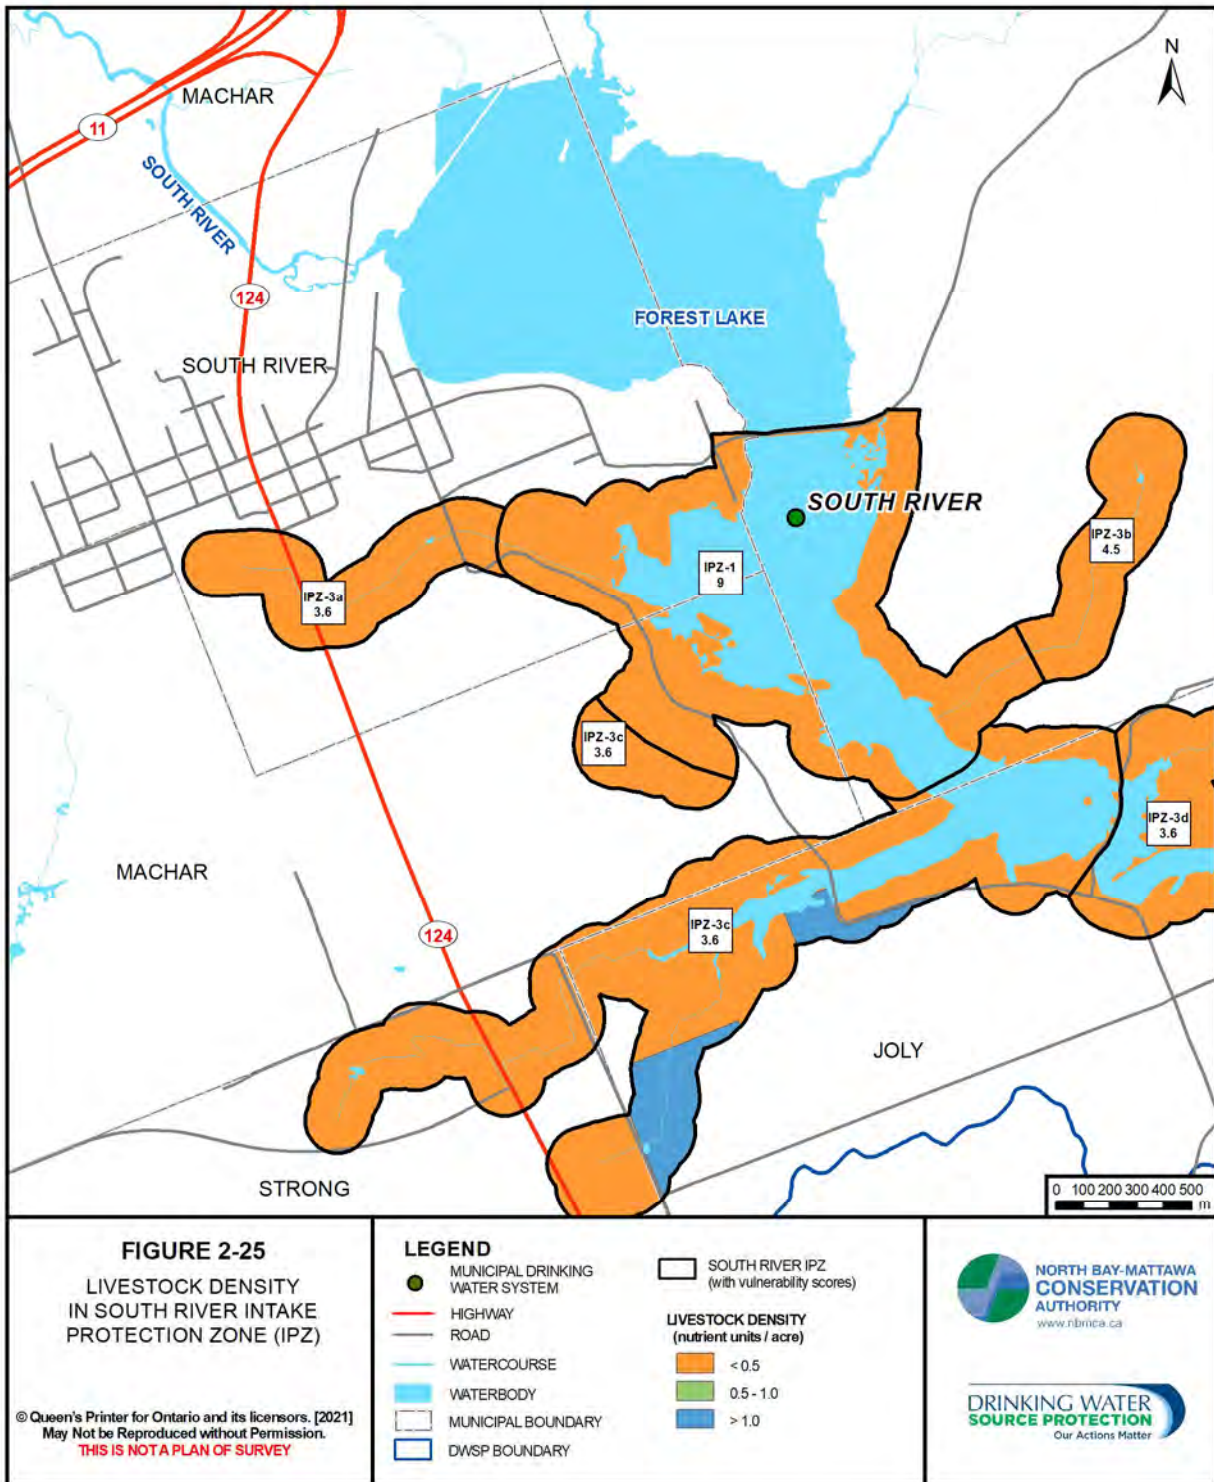 N
MACHAR
11
SOUTH RIVER
124
FOREST LAKE
SOUTH RIVER
SOUTH RIVER
IPZ-3b
4.5
IPZ-1
9
IPZ-3a
3.6
IPZ-3c
3.6
IPZ-3d
3.6
MACHAR
124
IPZ-3c
3.6
JOLY
STRONG
0 100 200 300 400 500
m
FIGURE 2-25
LIVESTOCK DENSITY
IN SOUTH RIVER INTAKE
PROTECTION ZONE (IPZ)
© Queen's Printer for Ontario and its licensors. [2021]
May Not be Reproduced without Permission.
THIS IS NOT A PLAN OF SURVEY
LEGEND
MUNICIPAL DRINKING
WATER SYSTEM
HIGHWAY
ROAD
WATERCOURSE
WATERBODY
MUNICIPAL BOUNDARY
DWSP BOUNDARY
SOUTH RIVER IPZ
(with vulnerability scores)
LIVESTOCK DENSITY
(nutrient units / acre)
< 0.5
0.5 - 1.0
> 1.0
NORTH BAY-MATTAWA
CONSERVATION
AUTHORITY
www.nbmca.ca
DRINKING WATER
SOURCE PROTECTION
Our Actions Matter